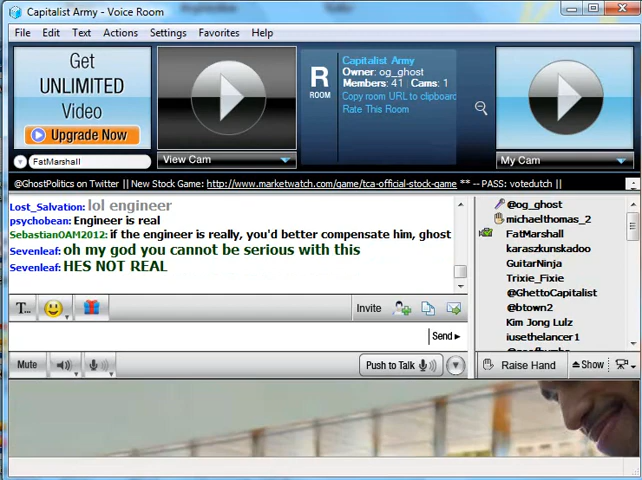 Capitalist Army - Voice Room
File Edit Text Actions Settings Favorites Help
Get
UNLIMITED
Video
Upgrade Now
FatMarshall
View Cam
R
ROOM
Capitalist Army
Owner: og_ghost
Members: 41 Cams: 1
Copy room URL to clipboard
Rate This Room
My Cam
@GhostPolitics on Twitter || New Stock Game: http://www.marketwatch.com/game/tca-official-stock-game ** -- PASS: votedutch ||
Lost_Salvation: lol engineer
psychobean: Engineer is real
SebastianOAM2012: if the engineer is really, you'd better compensate him, ghost
Sevenleaf: oh my god you cannot be serious with this
Sevenleaf: HES NOT REAL
@og_ghost
michaelthomas_2
FatMarshall
karaszkunskadoo
GuitarNinja
Trixie_Fixie
@GhettoCapitalist
@btown2
Kim Jong Lulz
iusethelancer1
T...
Invite
Send
Mute
Push to Talk
Raise Hand
Show